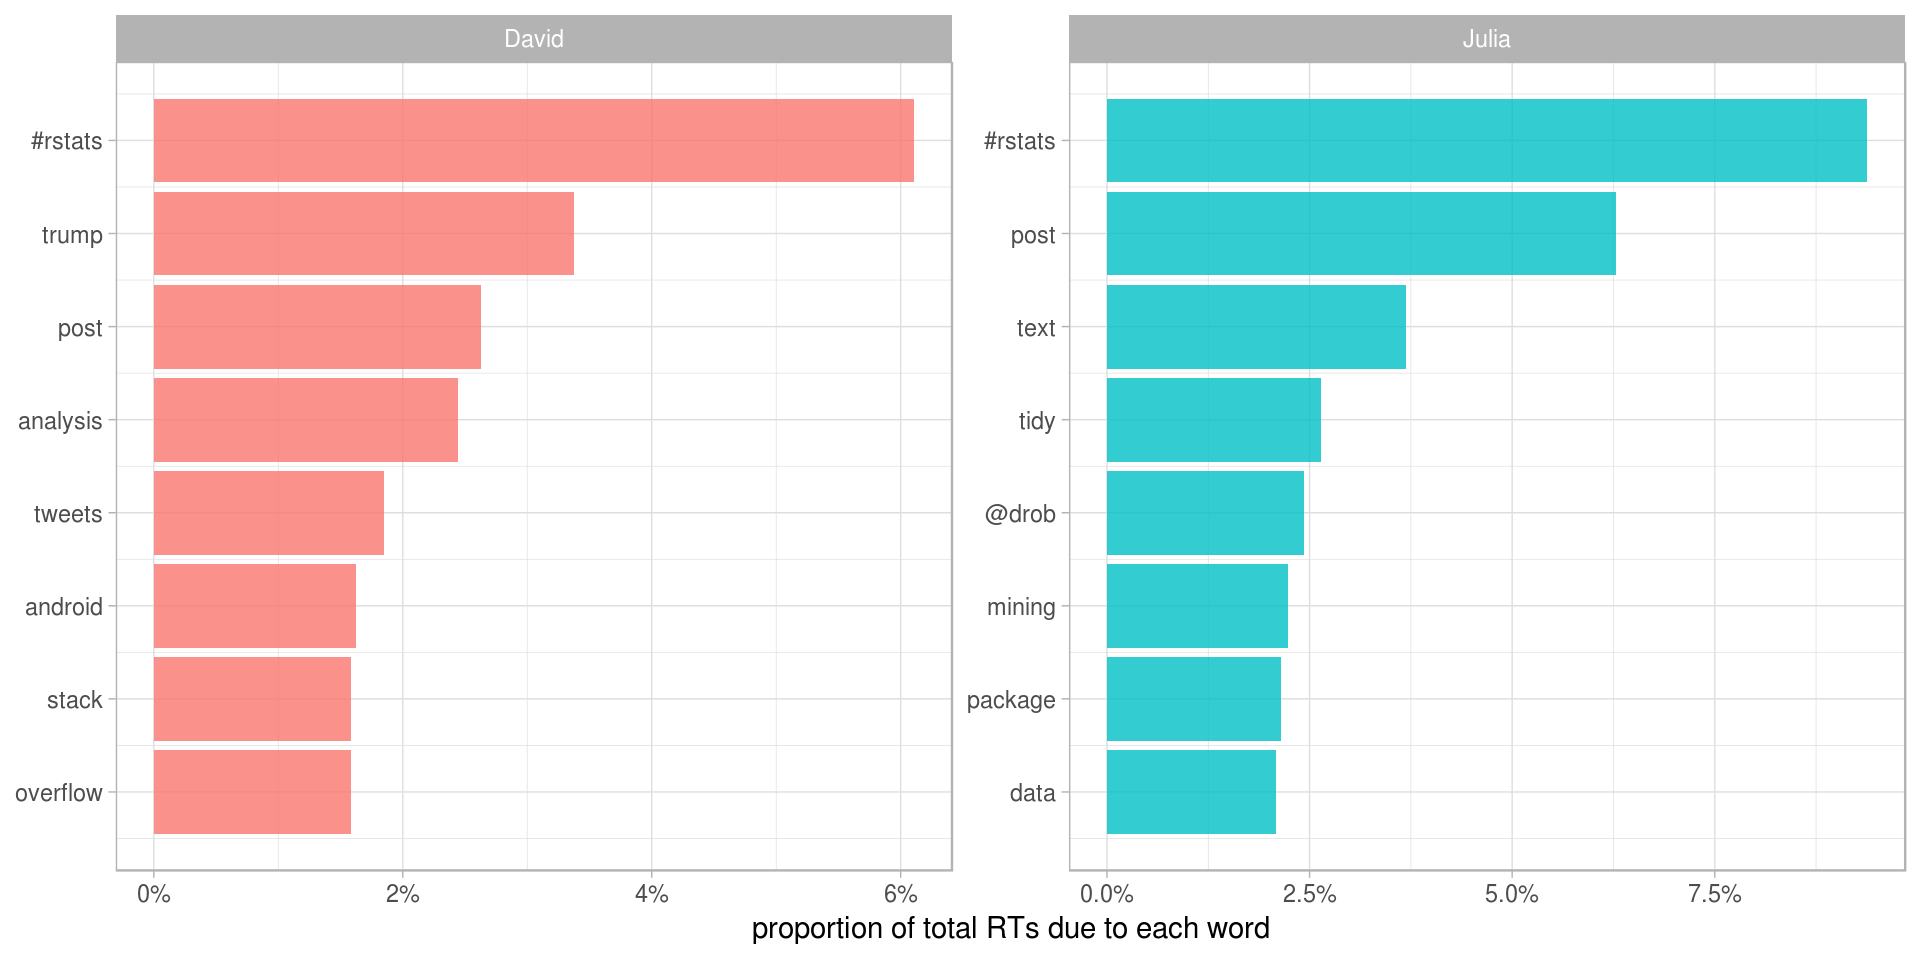 David
#rstats
trump
post
analysis
tweets
android
stack
overflow
0% 2% 4% 6%
Julia
#rstats
post
text
tidy
@drob
mining
package
data
0.0% 2.5% 5.0% 7.5%
proportion of total RTs due to each word